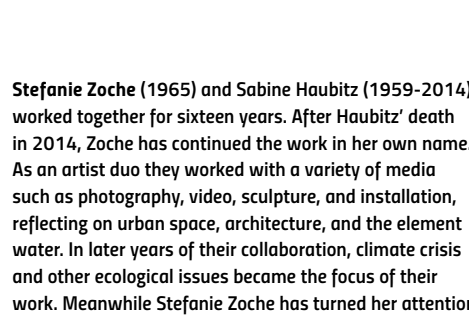 Stefanie Zoche (1965) and Sabine Haubitz (1959-2014)
worked together for sixteen years. After Haubitz’ death
in 2014, Zoche has continued the work in her own name.
As an artist duo they worked with a variety of media
such as photography, video, sculpture, and installation,
reflecting on urban space, architecture, and the element
water. In later years of their collaboration, climate crisis
and other ecological issues became the focus of their
work. Meanwhile Stefanie Zoche has turned her attention